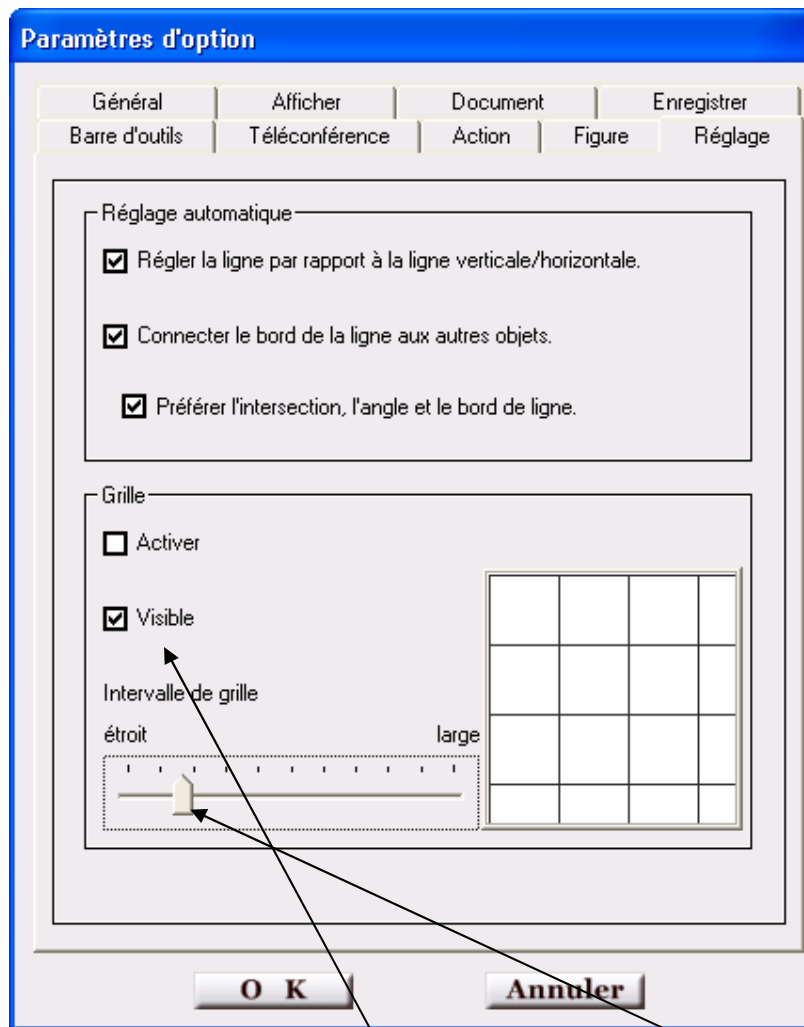 Paramètres d'option
Général Afficher Document Enregistrer
Barre d'outils Téléconférence Action Figure Réglage
Réglage automatique
Régler la ligne par rapport à la ligne verticale/horizontale.
Connecter le bord de la ligne aux autres objets.
Préférer l'intersection, l'angle et le bord de ligne.
Grille
Activer
Visible
Intervalle de grille
étroit large
O K Annuler